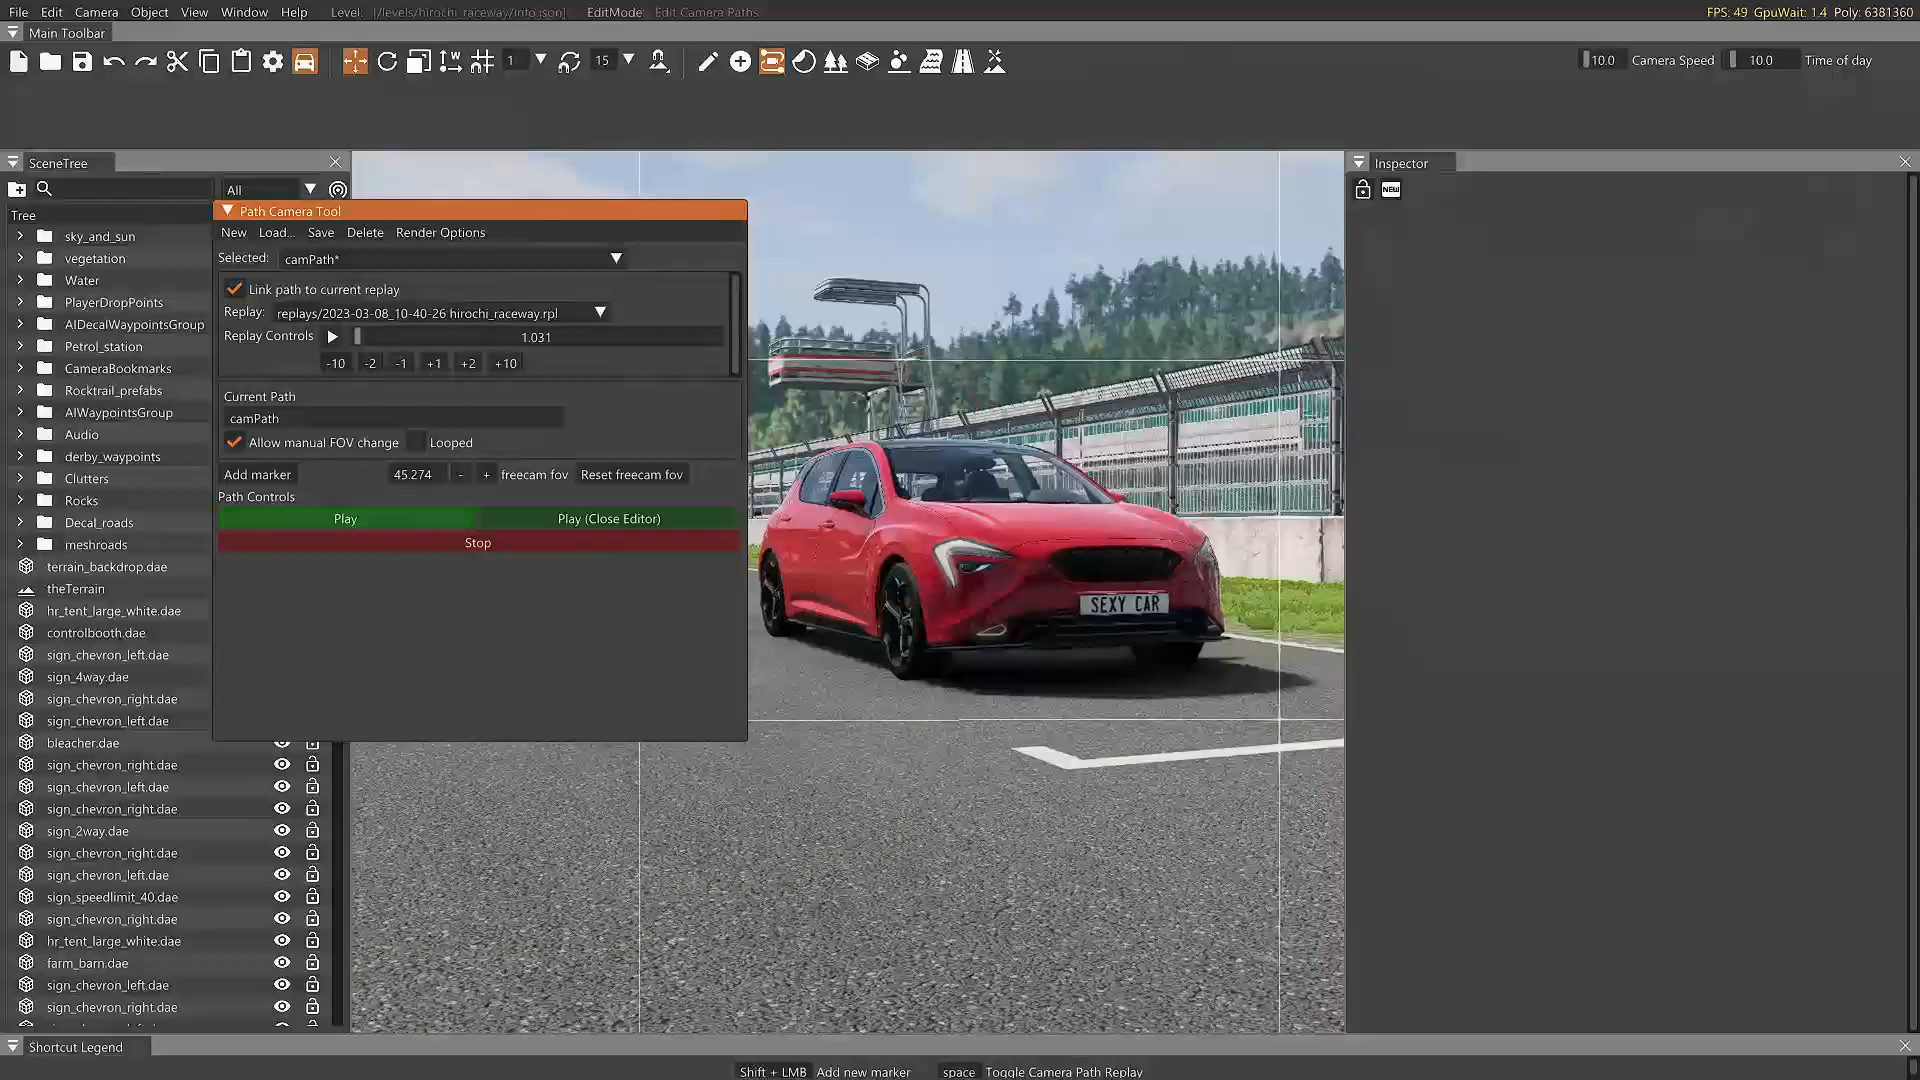 File Edit Camera Object View Window Help Level: [/levels/hirochi_raceway/info.json] EditMode: Edit Camera Paths FPS: 49 GpuWait: 1.4 Poly: 6381360
Main Toolbar
1 15 10.0 Camera Speed 10.0 Time of day
SceneTree
Inspector
All
NEW
Tree
sky_and_sun
vegetation
Water
PlayerDropPoints
AIDecalWaypointsGroup
Petrol_station
CameraBookmarks
Rocktrail_prefabs
AIWaypointsGroup
Audio
derby_waypoints
Clutters
Rocks
Decal_roads
meshroads
terrain_backdrop.dae
theTerrain
hr_tent_large_white.dae
controlbooth.dae
sign_chevron_left.dae
sign_4way.dae
sign_chevron_right.dae
sign_chevron_left.dae
bleacher.dae
sign_chevron_right.dae
sign_chevron_left.dae
sign_chevron_right.dae
sign_2way.dae
sign_chevron_right.dae
sign_chevron_left.dae
sign_speedlimit_40.dae
sign_chevron_right.dae
hr_tent_large_white.dae
farm_barn.dae
sign_chevron_left.dae
sign_chevron_right.dae
Path Camera Tool
New Load... Save Delete Render Options
Selected: camPath*
Link path to current replay
Replay: replays/2023-03-08_10-40-26 hirochi_raceway.rpl
Replay Controls 1.031
-10 -2 -1 +1 +2 +10
Current Path
camPath
Allow manual FOV change Looped
Add marker 45.274 - + freecam fov Reset freecam fov
Path Controls
Play Play (Close Editor)
Stop
SEXY CAR
Shortcut Legend
Shift + LMB Add new marker space Toggle Camera Path Replay